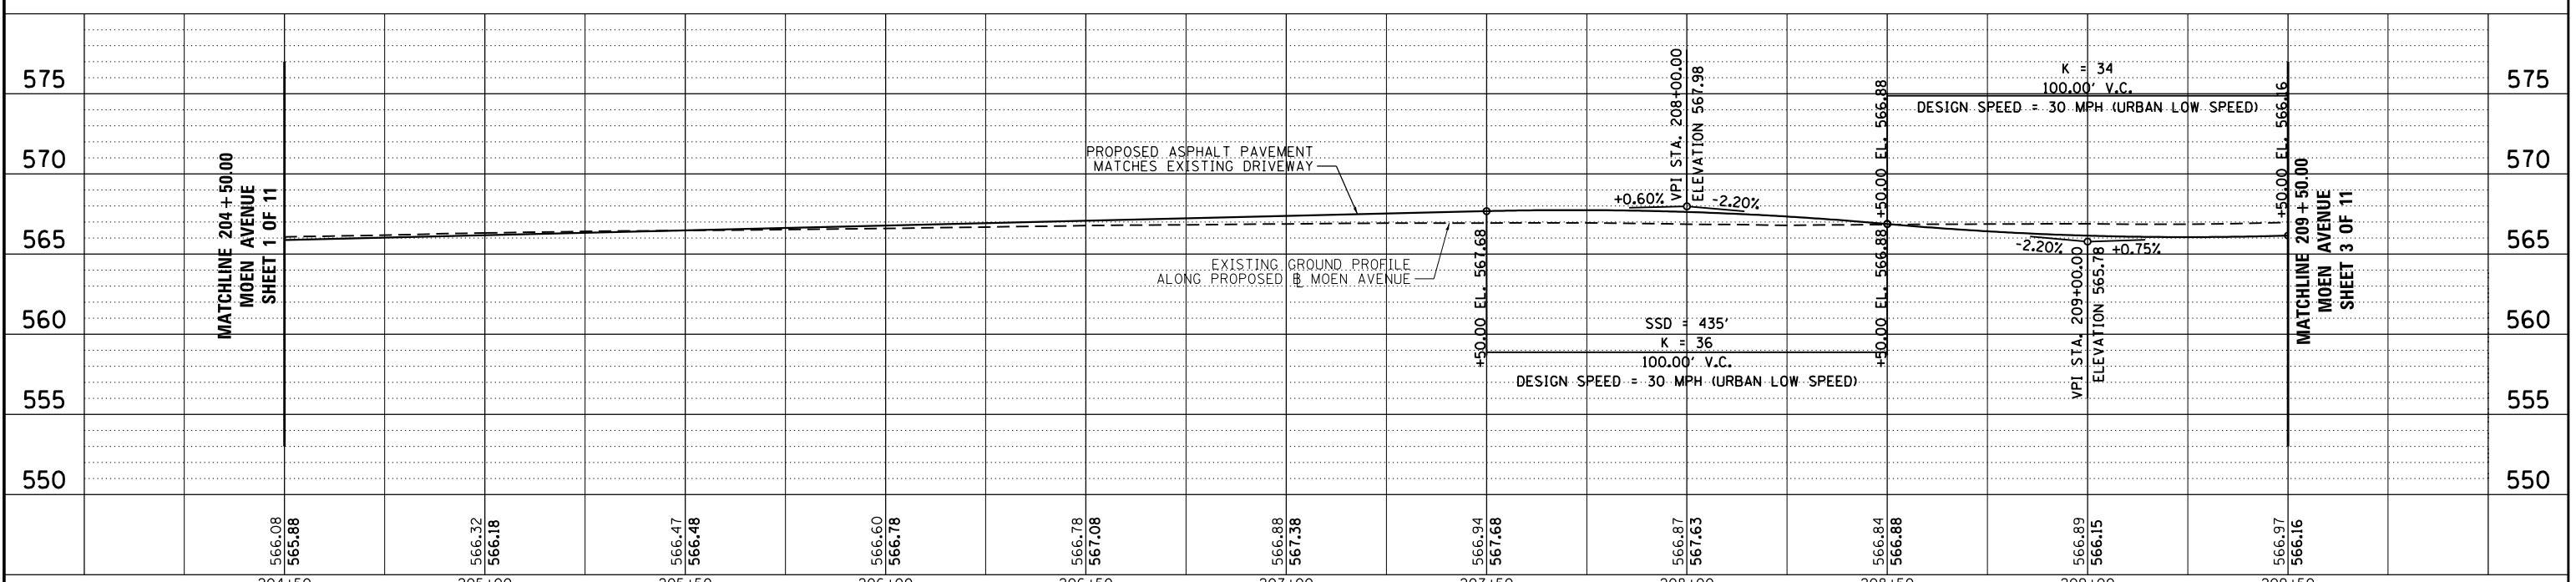 575
570
565
560
555
550
MATCHLINE 204+50.00
MOEN AVENUE
SHEET 1 OF 11
PROPOSED ASPHALT PAVEMENT
MATCHES EXISTING DRIVEWAY
EXISTING GROUND PROFILE
ALONG PROPOSED ℄ MOEN AVENUE
+50.00 EL. 567.68
SSD = 435'
K = 36
100.00' V.C.
DESIGN SPEED = 30 MPH (URBAN LOW SPEED)
VPI STA. 208+00.00
ELEVATION 567.98
+0.60%
-2.20%
+50.00 EL. 566.88
+50.00 EL. 566.88
K = 34
100.00' V.C.
DESIGN SPEED = 30 MPH (URBAN LOW SPEED)
-2.20%
+0.75%
VPI STA. 209+00.00
ELEVATION 565.78
+50.00 EL. 566.16
MATCHLINE 209+50.00
MOEN AVENUE
SHEET 3 OF 11
575
570
565
560
555
550
566.08
565.88
566.32
566.18
566.47
566.48
566.60
566.78
566.78
567.08
566.88
567.38
566.94
567.68
566.87
567.63
566.84
566.88
566.89
566.15
566.97
566.16